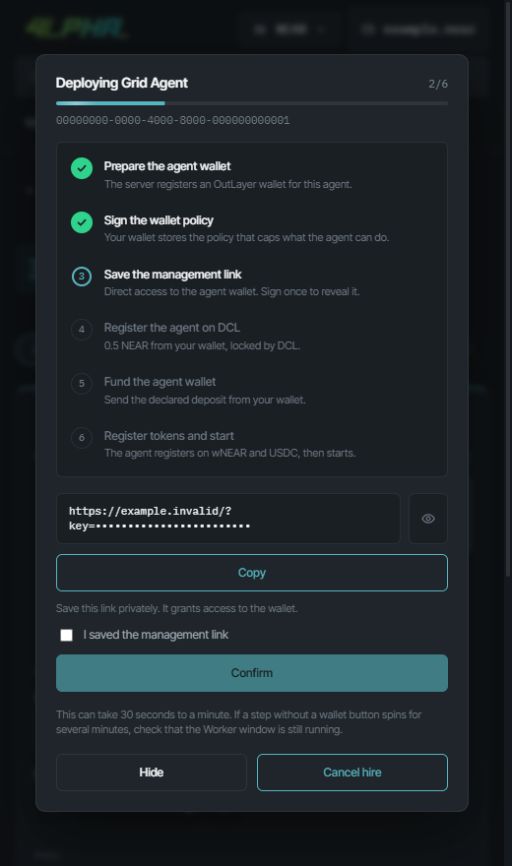 4LPHA_
Deploying Grid Agent
2/6
00000000-0000-4000-8000-000000000001
Prepare the agent wallet
The server registers an OutLayer wallet for this agent.
Sign the wallet policy
Your wallet stores the policy that caps what the agent can do.
3
Save the management link
Direct access to the agent wallet. Sign once to reveal it.
4
Register the agent on DCL
0.5 NEAR from your wallet, locked by DCL.
5
Fund the agent wallet
Send the declared deposit from your wallet.
6
Register tokens and start
The agent registers on wNEAR and USDC, then starts.
https://example.invalid/?
key=••••••••••••••••••••••••
Copy
Save this link privately. It grants access to the wallet.
I saved the management link
Confirm
This can take 30 seconds to a minute. If a step without a wallet button spins for
several minutes, check that the Worker window is still running.
Hide
Cancel hire